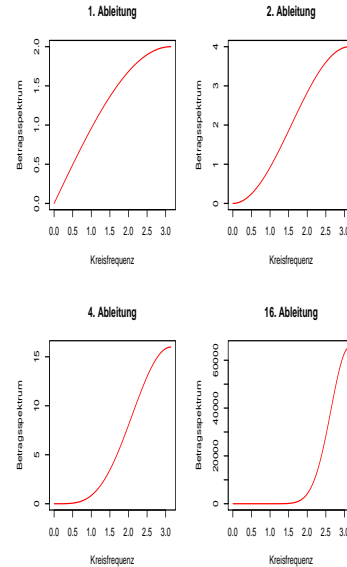 1. Ableitung
Betragsspektrum
0.0 0.5 1.0 1.5 2.0
0.0 0.5 1.0 1.5 2.0 2.5 3.0
Kreisfrequenz
2. Ableitung
Betragsspektrum
0 1 2 3 4
0.0 0.5 1.0 1.5 2.0 2.5 3.0
Kreisfrequenz
4. Ableitung
Betragsspektrum
0 5 10 15
0.0 0.5 1.0 1.5 2.0 2.5 3.0
Kreisfrequenz
16. Ableitung
Betragsspektrum
0 20000 40000 60000
0.0 0.5 1.0 1.5 2.0 2.5 3.0
Kreisfrequenz